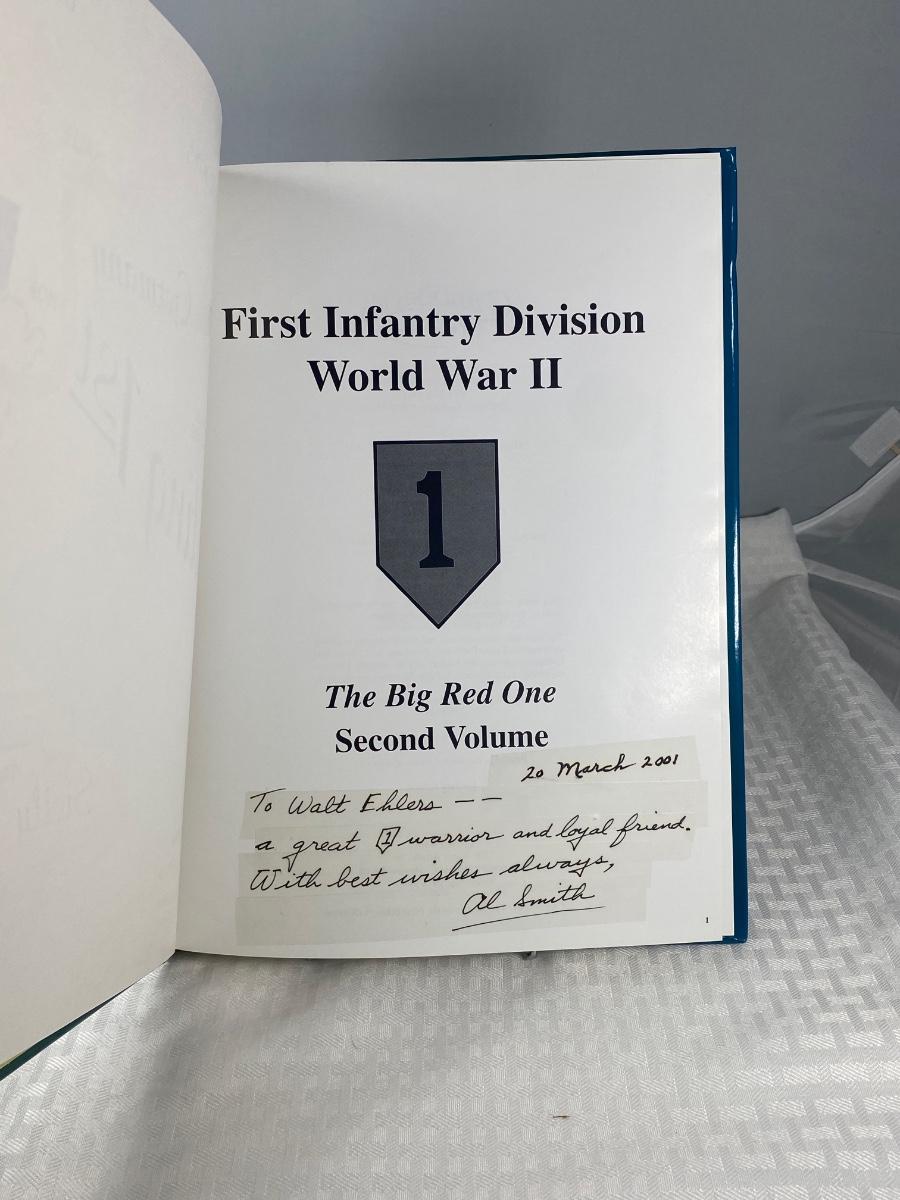 First Infantry Division
World War II
1
The Big Red One
Second Volume
20 March 2001
To Walt Ehlers --
a great 1 warrior and loyal friend.
With best wishes always,
Al Smith
1